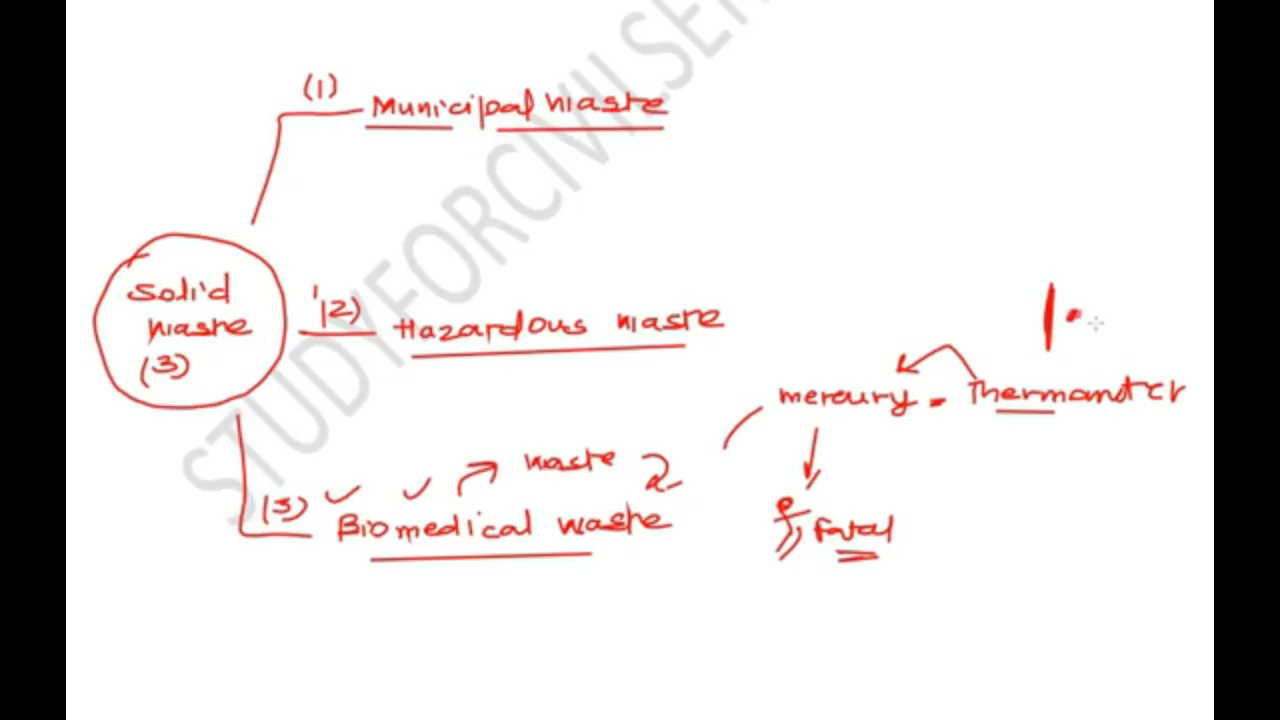 (1)
Municipal waste
Solid
waste
(3)
(2)
Hazardous waste
mercury - Thermometer
waste
(3)
Biomedical waste
fatal
STUDYFORCIVILSER